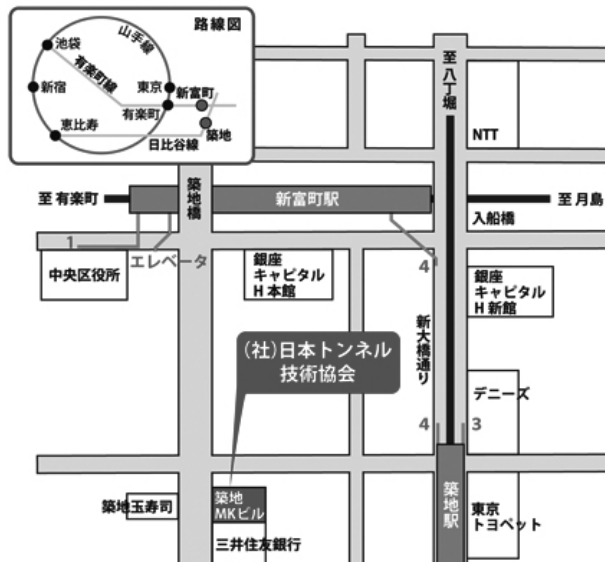 路線図
池袋
山手線
有楽町線
新宿
東京
新富町
有楽町
恵比寿
築地
日比谷線
至 八丁堀
NTT
至 有楽町
築地橋
新富町駅
至 月島
入船橋
1
エレベータ
4
中央区役所
銀座
キャピタル
H 本館
銀座
キャピタル
H 新館
新大橋通り
(社)日本トンネル
技術協会
デニーズ
4
3
築地玉寿司
築地
MKビル
三井住友銀行
築地駅
東京
トヨペット